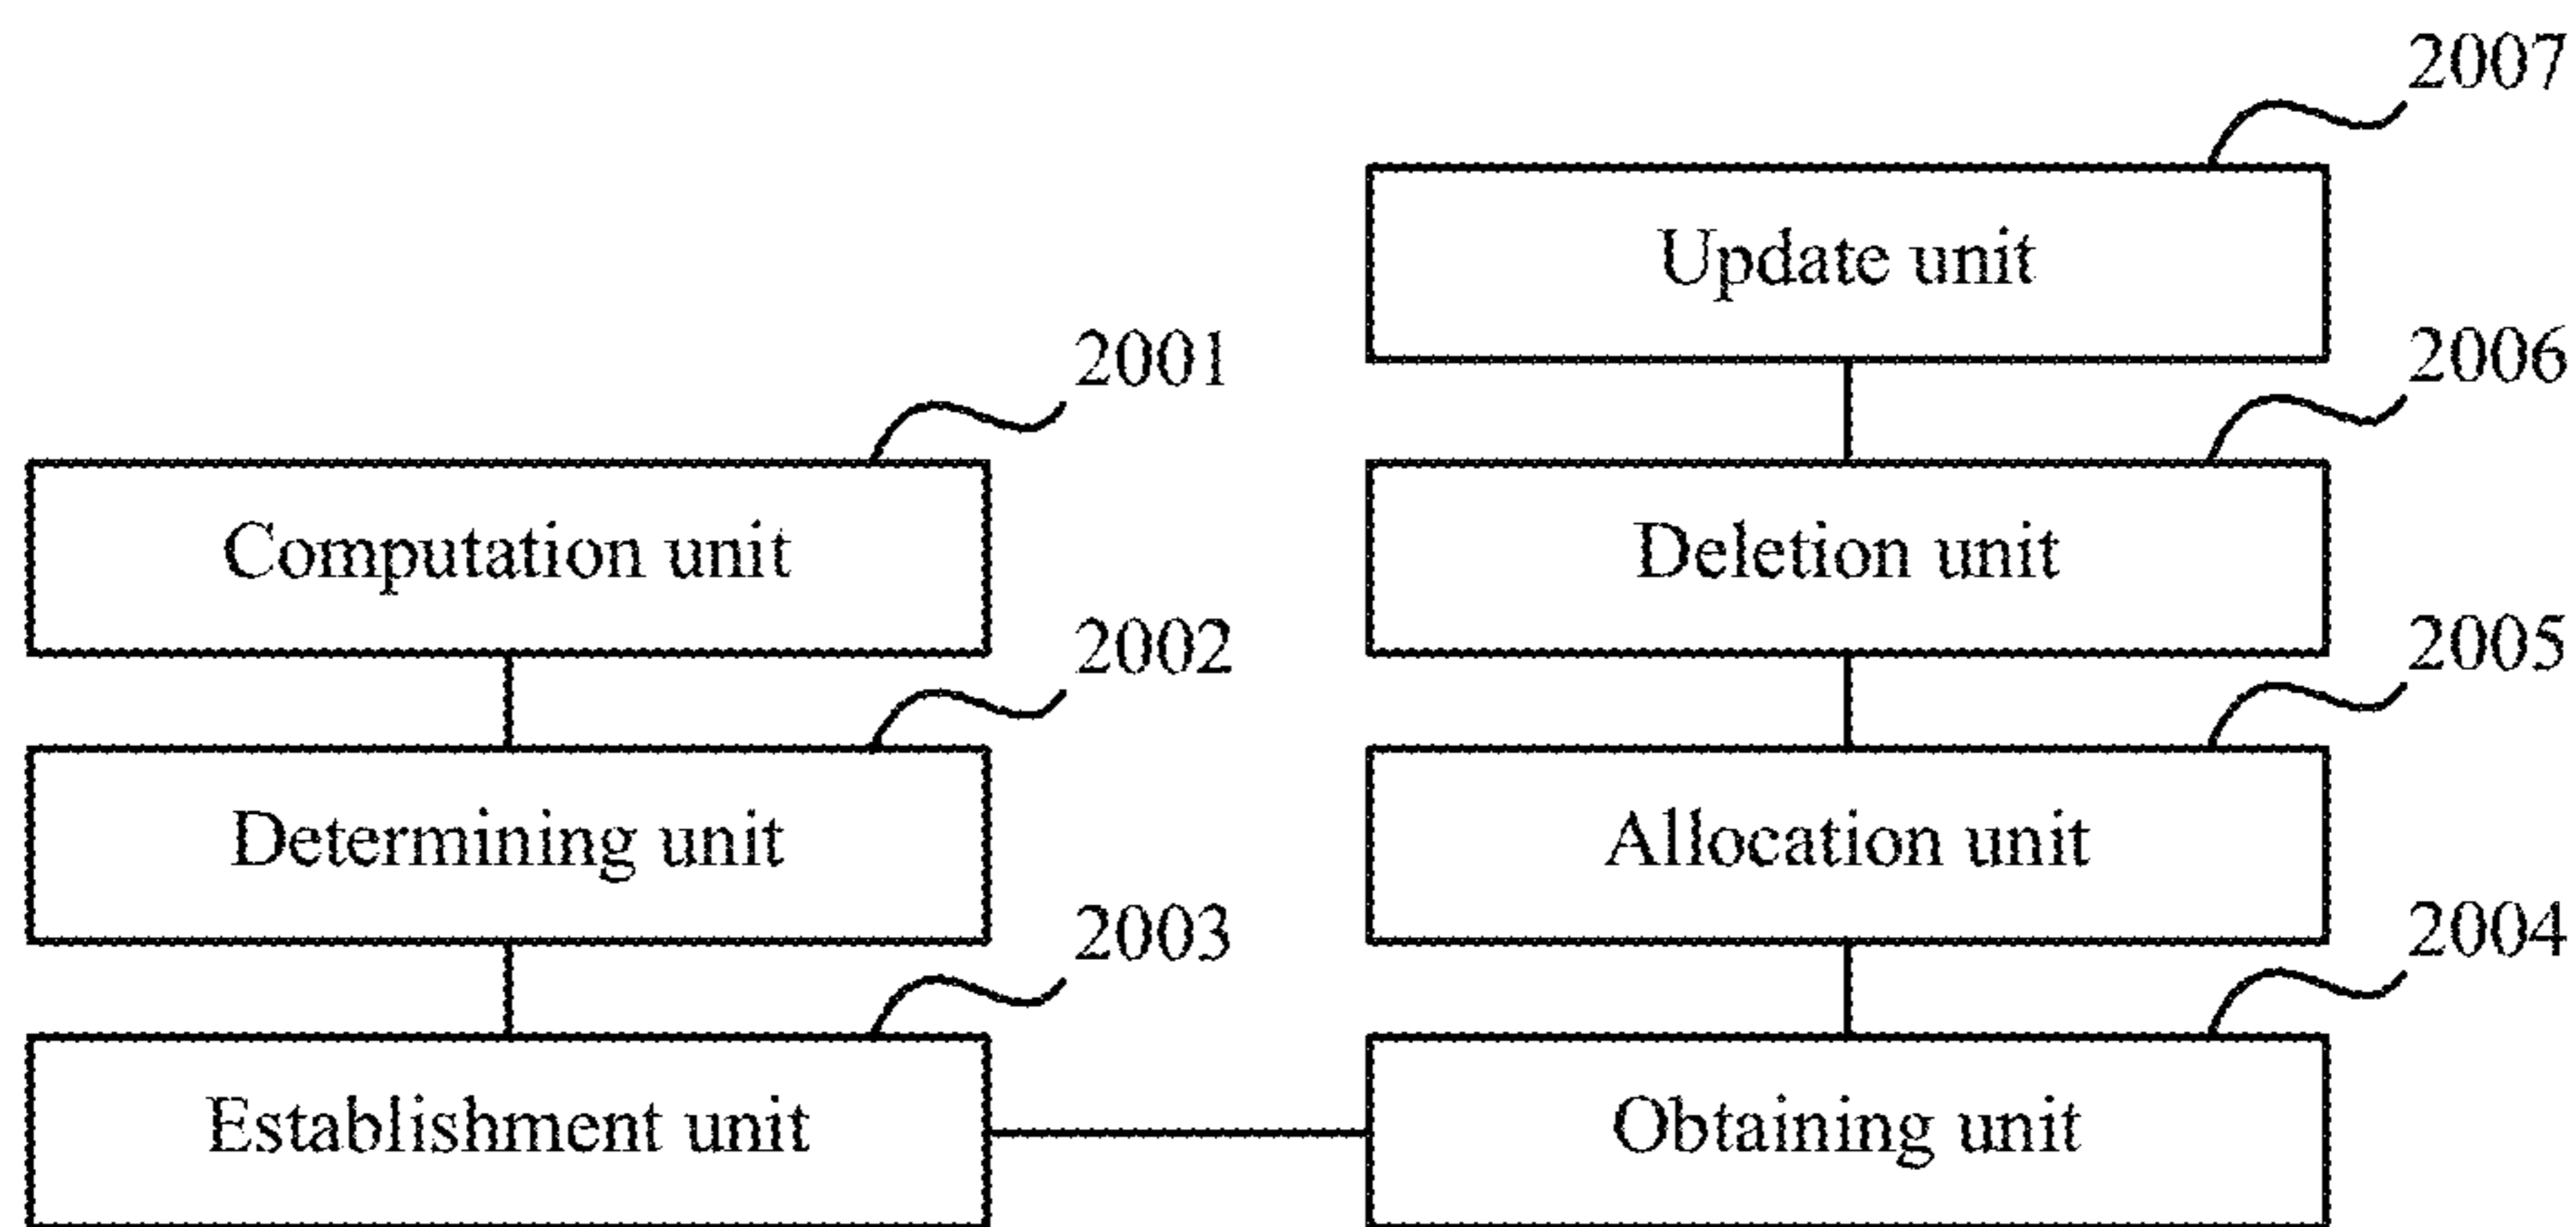 2007
Update unit
2001
2006
Computation unit
Deletion unit
2002
2005
Determining unit
Allocation unit
2003
2004
Establishment unit
Obtaining unit